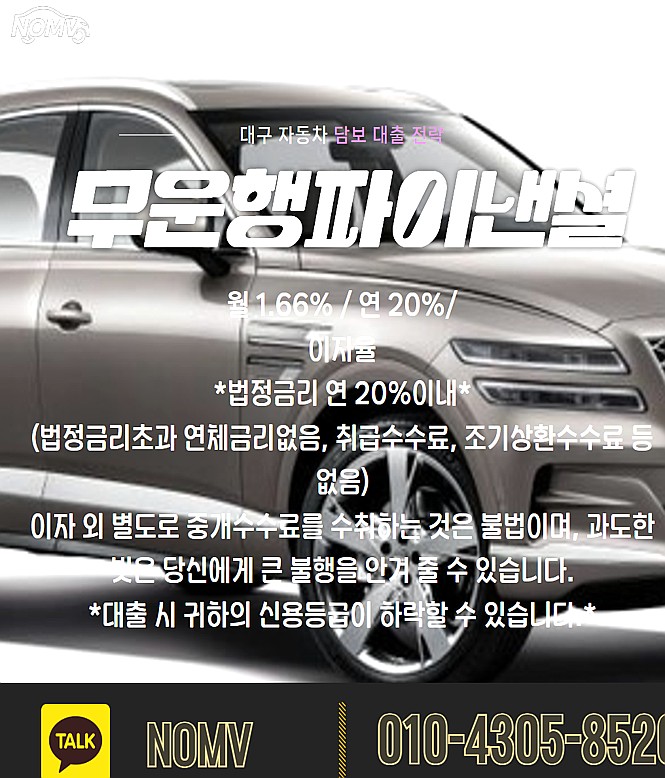 NOMV
대구 자동차 담보 대출 전략
무운행파이낸셜
월 1.66% / 연 20%/
이자율
*법정금리 연 20%이내*
(법정금리초과 연체금리없음, 취급수수료, 조기상환수수료 등
없음)
이자 외 별도로 중개수수료를 수취하는 것은 불법이며, 과도한
빚은 당신에게 큰 불행을 안겨 줄 수 있습니다.
*대출 시 귀하의 신용등급이 하락할 수 있습니다.*
TALK
NOMV
010-4305-8520